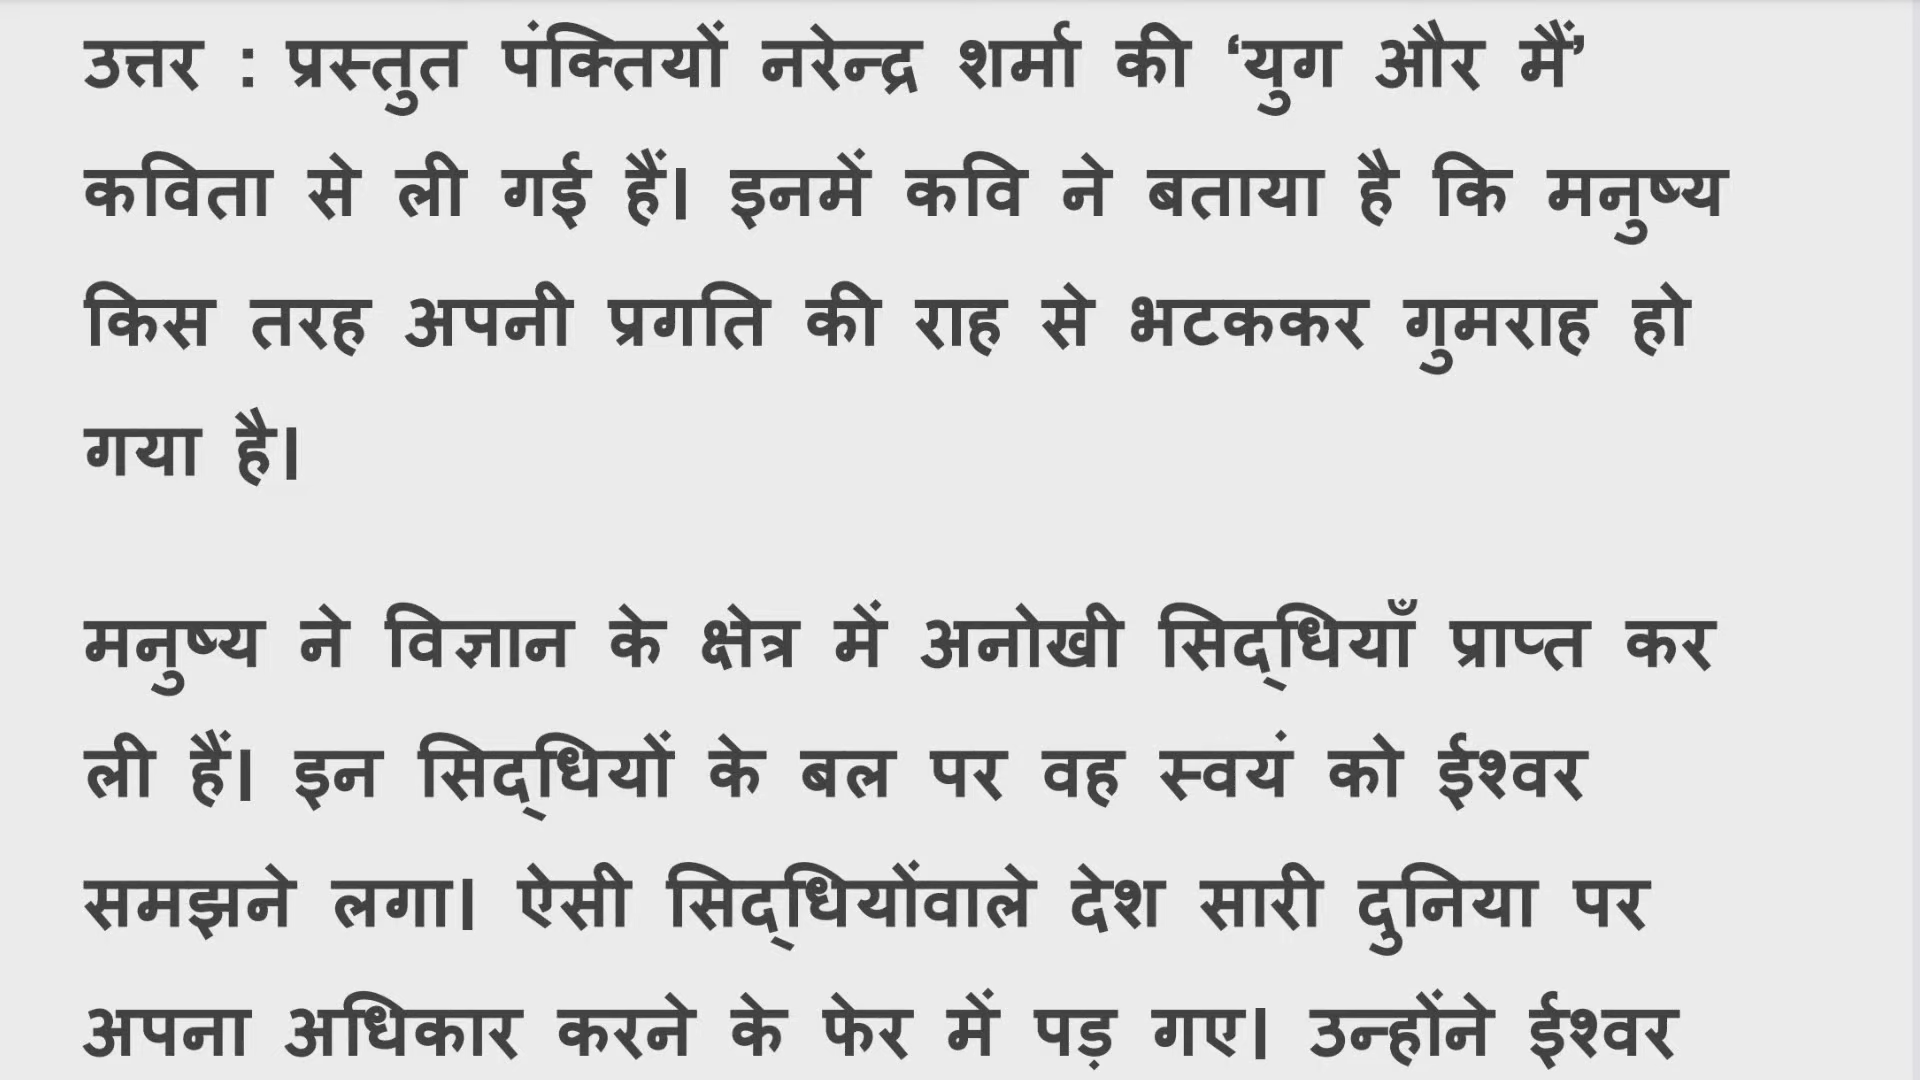 उत्तर : प्रस्तुत पंक्तियों नरेन्द्र शर्मा की ‘युग और मैं’
कविता से ली गई हैं। इनमें कवि ने बताया है कि मनुष्य
किस तरह अपनी प्रगति की राह से भटककर गुमराह हो
गया है।
मनुष्य ने विज्ञान के क्षेत्र में अनोखी सिद्‌धियाँ प्राप्त कर
ली हैं। इन सिद्‌धियों के बल पर वह स्वयं को ईश्वर
समझने लगा। ऐसी सिद्‌धियोंवाले देश सारी दुनिया पर
अपना अधिकार करने के फेर में पड़ गए। उन्होंने ईश्वर